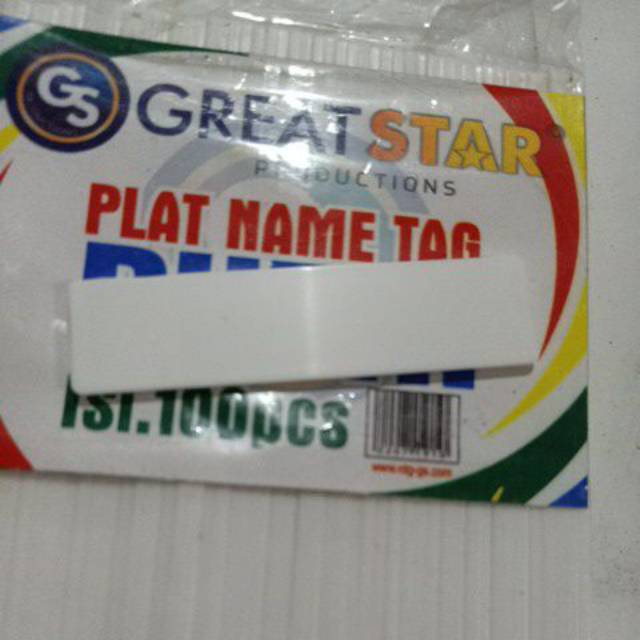 GS GREAT STAR
PRODUCTIONS
PLAT NAME TAG
ISI.100pcs